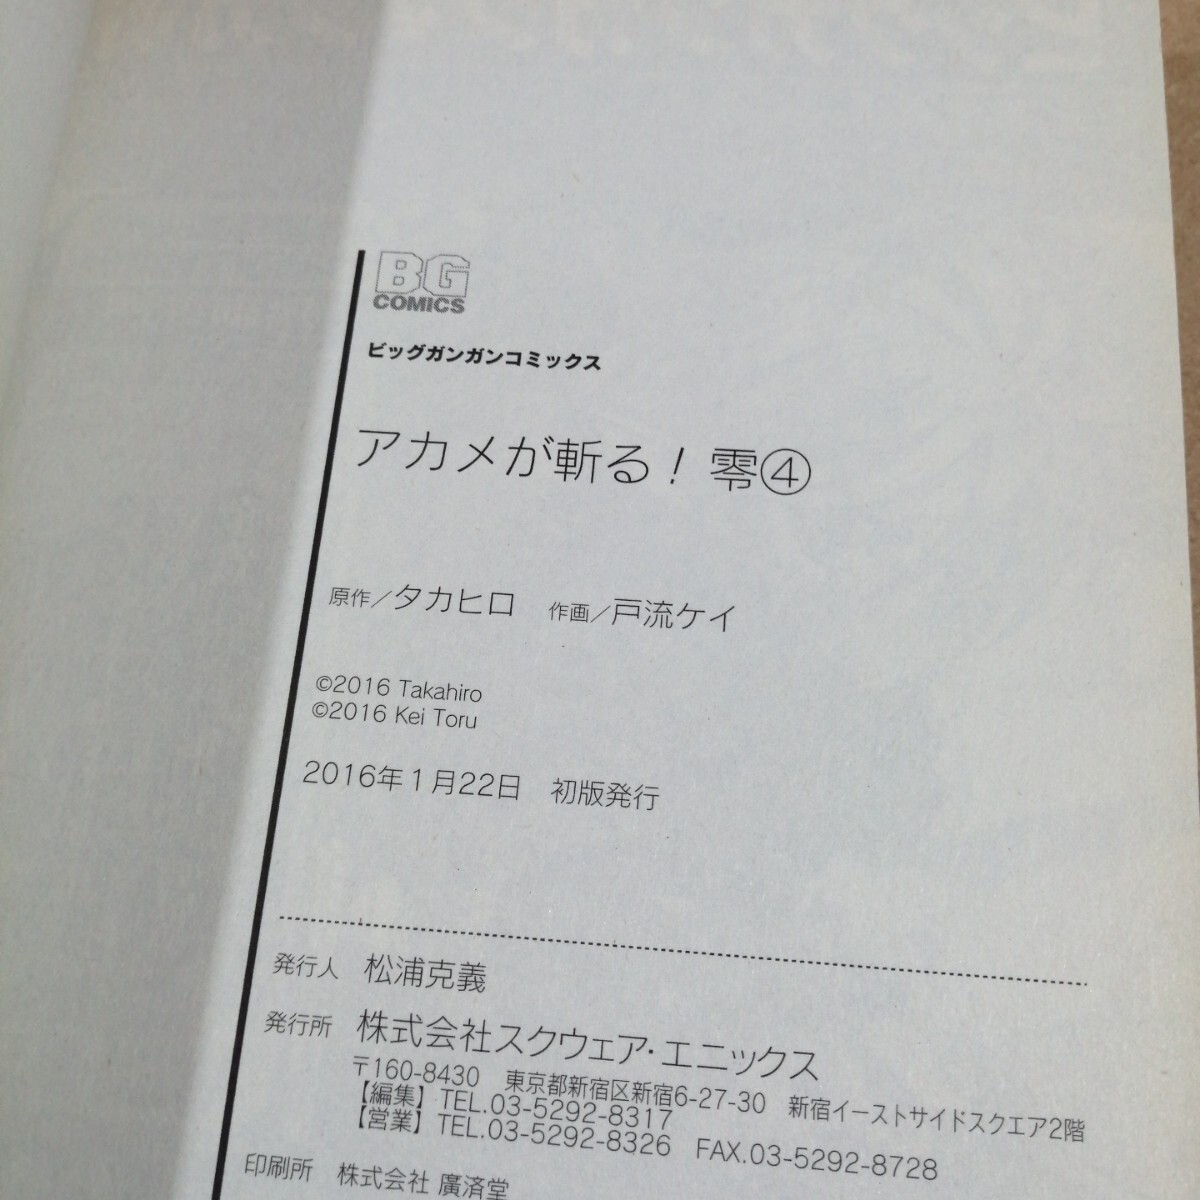 BG
COMICS
ビッグガンガンコミックス
アカメが斬る! 零④
原作/タカヒロ 作画/戸流ケイ
©2016 Takahiro
©2016 Kei Toru
2016年1月22日 初版発行
発行人 松浦克義
発行所 株式会社スクウェア・エニックス
〒160-8430 東京都新宿区新宿6-27-30 新宿イーストサイドスクエア2階
【編集】TEL.03-5292-8317
【営業】TEL.03-5292-8326 FAX.03-5292-8728
印刷所 株式会社 廣済堂